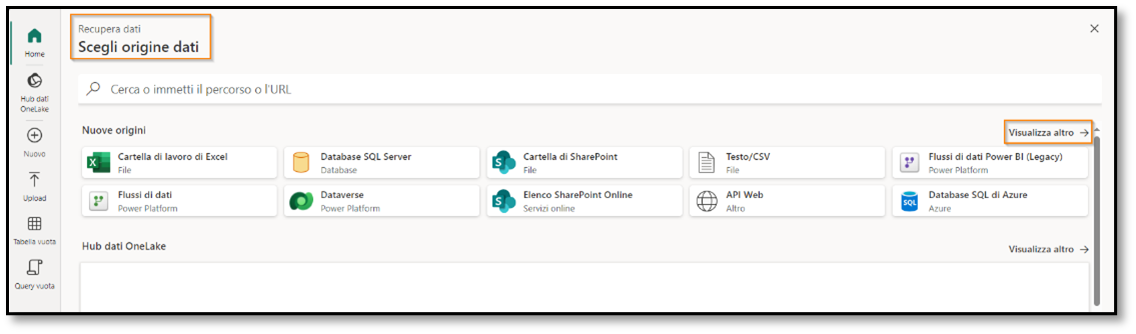 Recupera dati
Scegli origine dati
Home
Hub dati
OneLake
Nuovo
Upload
Tabella vuota
Query vuota
Cerca o immetti il percorso o l'URL
Nuove origini
Visualizza altro
Cartella di lavoro di Excel
File
Database SQL Server
Database
Cartella di SharePoint
File
Testo/CSV
File
Flussi di dati Power BI (Legacy)
Power Platform
Flussi di dati
Power Platform
Dataverse
Power Platform
Elenco SharePoint Online
Servizi online
API Web
Altro
SQL
Database SQL di Azure
Azure
Hub dati OneLake
Visualizza altro